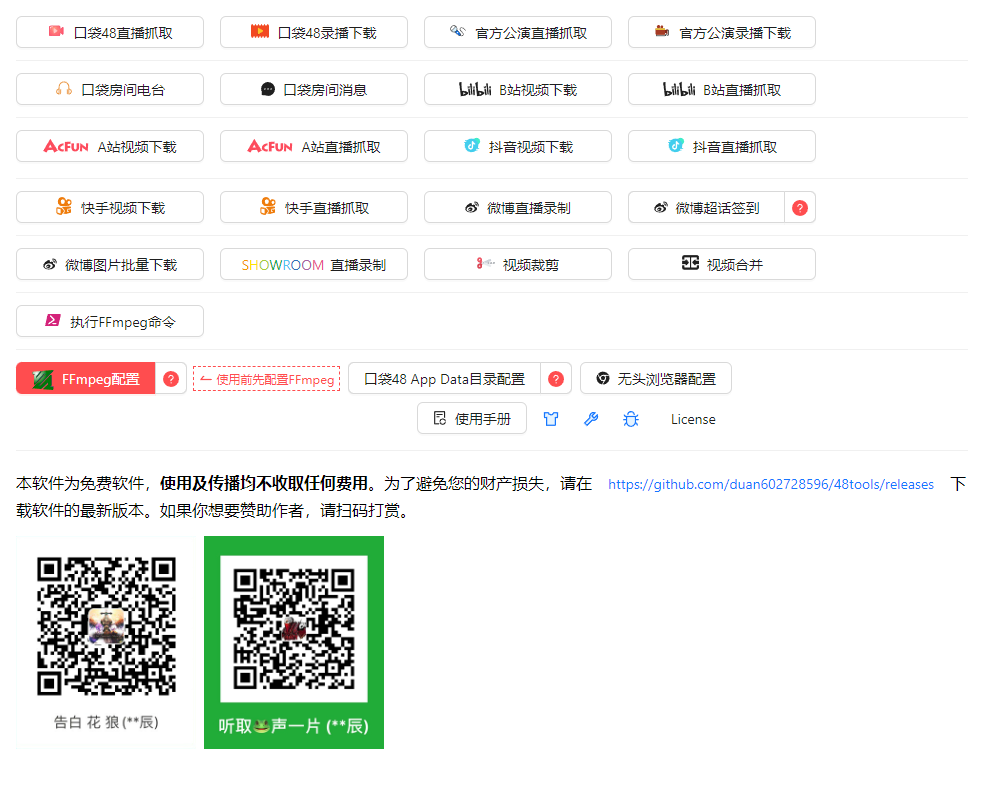 口袋48直播抓取 口袋48录播下载 官方公演直播抓取 官方公演录播下载
口袋房间电台 口袋房间消息 bilibili B站视频下载 bilibili B站直播抓取
AcFun A站视频下载 AcFun A站直播抓取 抖音视频下载 抖音直播抓取
快手视频下载 快手直播抓取 微博直播录制 微博超话签到 ?
微博图片批量下载 SHOWROOM 直播录制 视频裁剪 视频合并
执行FFmpeg命令
FFmpeg配置 ? ← 使用前先配置FFmpeg 口袋48 App Data目录配置 ? 无头浏览器配置
使用手册 License
本软件为免费软件，使用及传播均不收取任何费用。为了避免您的财产损失，请在 https://github.com/duan602728596/48tools/releases 下
载软件的最新版本。如果你想要赞助作者，请扫码打赏。
告白 花 狼(**辰) 听取🐸声一片 (**辰)